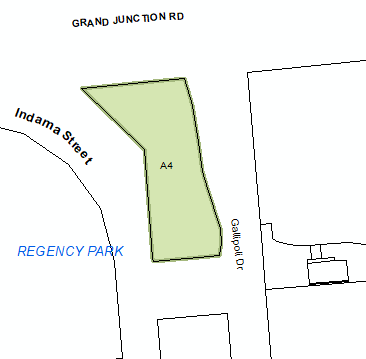 GRAND JUNCTION RD
Indama Street
A4
Gallipoli Dr
REGENCY PARK